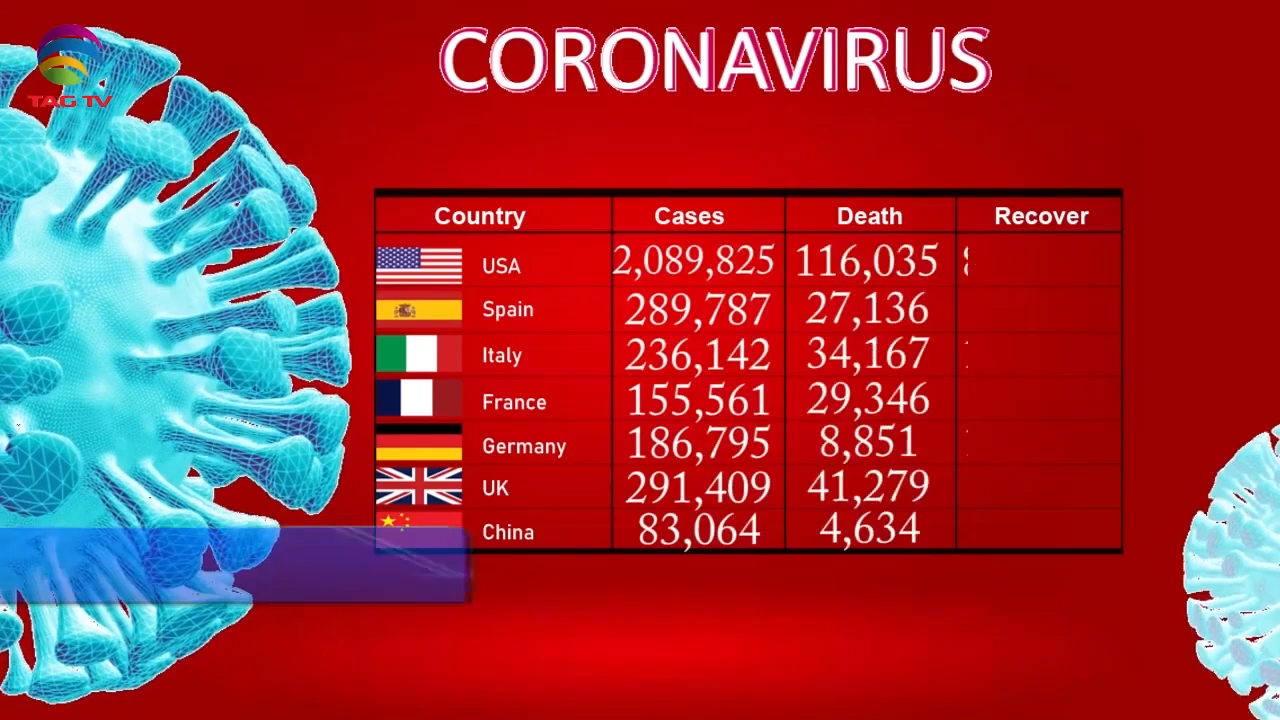 TAG TV
CORONAVIRUS
Country Cases Death Recover
USA 2,089,825 116,035
Spain 289,787 27,136
Italy 236,142 34,167
France 155,561 29,346
Germany 186,795 8,851
UK 291,409 41,279
China 83,064 4,634